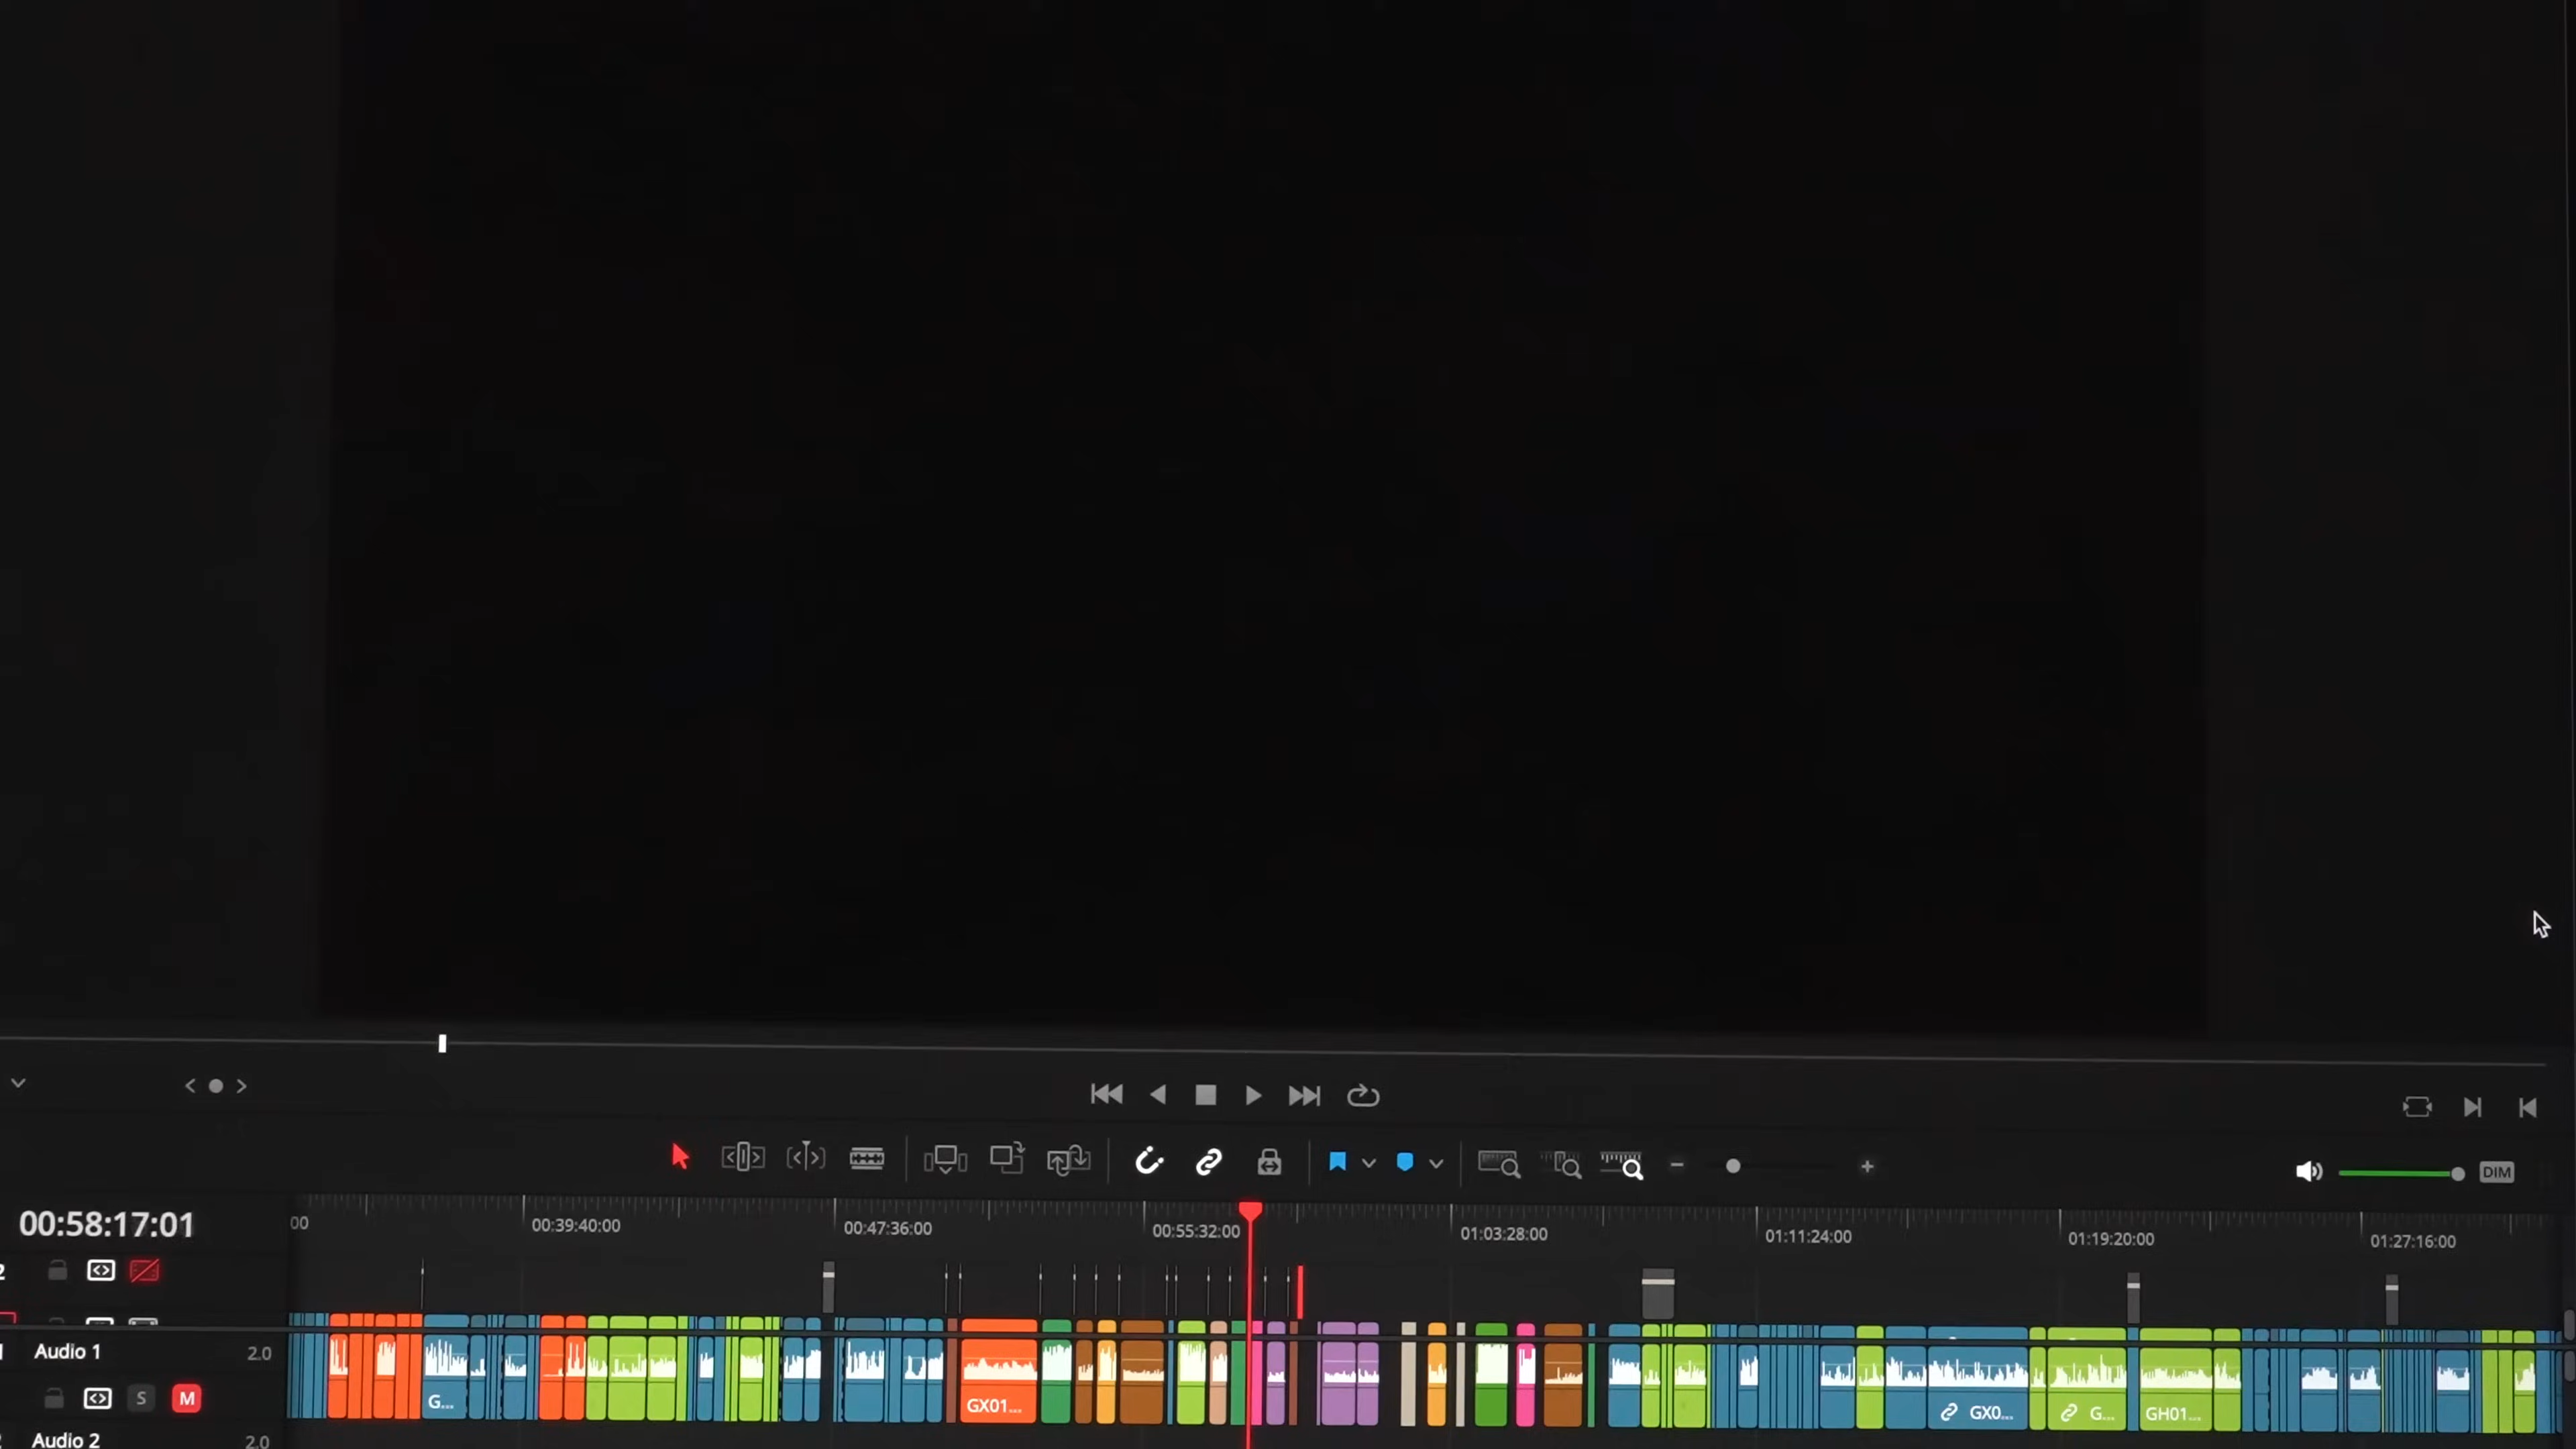 DIM
00:58:17:01
00
00:39:40:00
00:47:36:00
00:55:32:00
01:03:28:00
01:11:24:00
01:19:20:00
01:27:16:00
2
Audio 1
2.0
S
M
G...
GX01...
GX0...
G...
GH01...
Audio 2
2.0